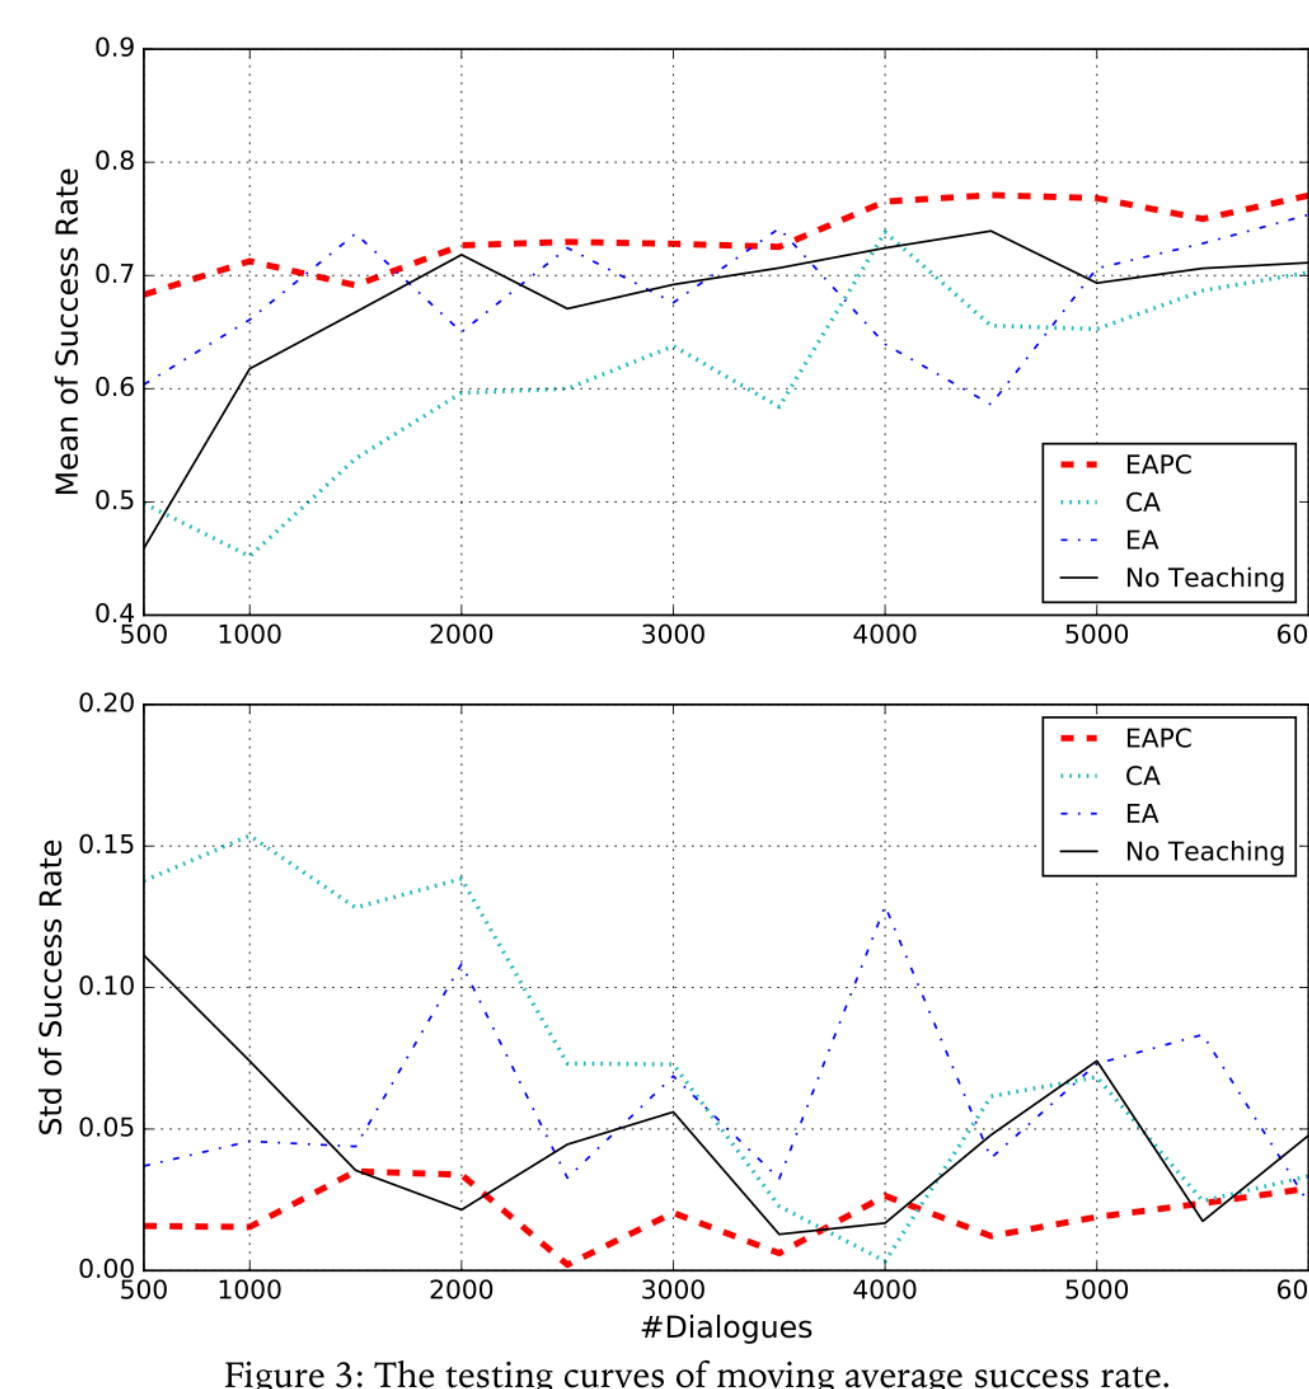 0.9
0.8
0.7
0.6
0.5
0.4
Mean of Success Rate
EAPC
CA
EA
No Teaching
500 1000 2000 3000 4000 5000 60
0.20
0.15
0.10
0.05
0.00
Std of Success Rate
EAPC
CA
EA
No Teaching
500 1000 2000 3000 4000 5000 60
#Dialogues
Figure 3: The testing curves of moving average success rate.